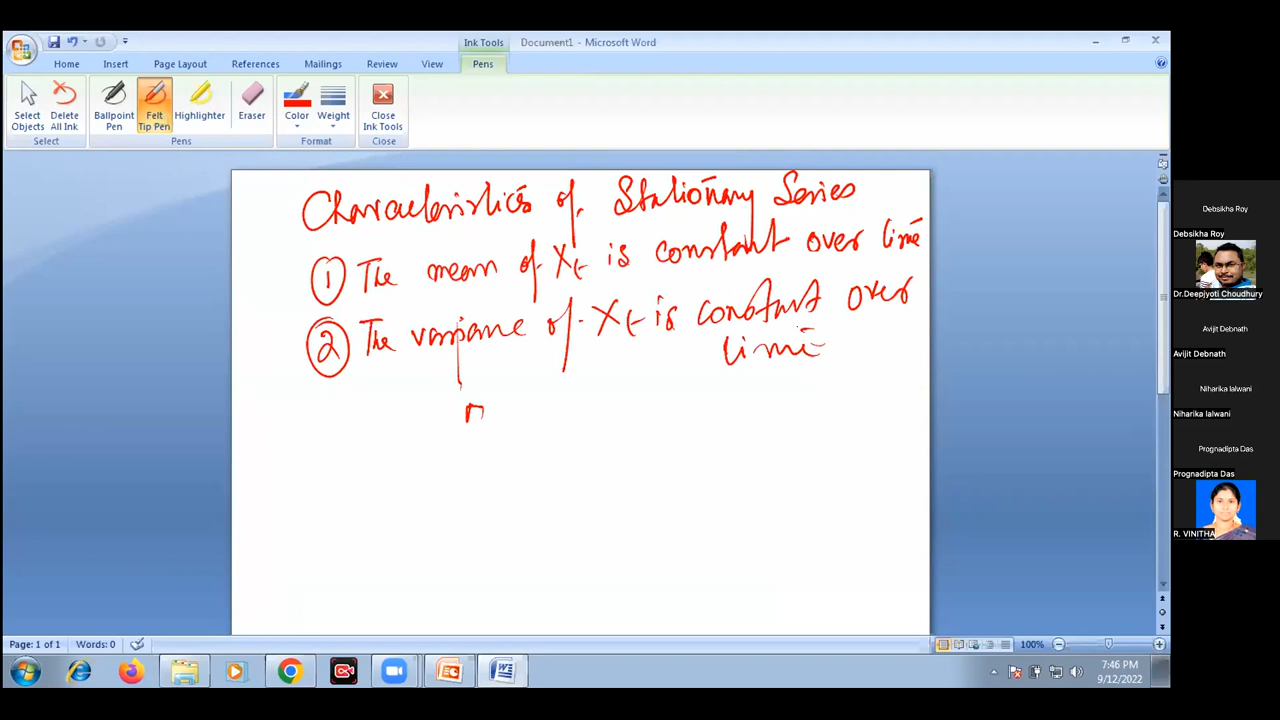 Ink Tools
Document1 - Microsoft Word
Home Insert Page Layout References Mailings Review View Pens
Select Objects
Delete All Ink
Ballpoint Pen
Felt Tip Pen
Highlighter
Eraser
Color
Weight
Close Ink Tools
Select Pens Format Close
Characteristics of Stationary Series
① The mean of Xt is constant over time
② The variance of Xt is constant over
time
Debsikha Roy
Debsikha Roy
Dr.Deepjyoti Choudhury
Avijit Debnath
Avijit Debnath
Niharika lalwani
Niharika lalwani
Prognadipta Das
Prognadipta Das
R. VINITHA
Page: 1 of 1 Words: 0 100%
7:46 PM
9/12/2022